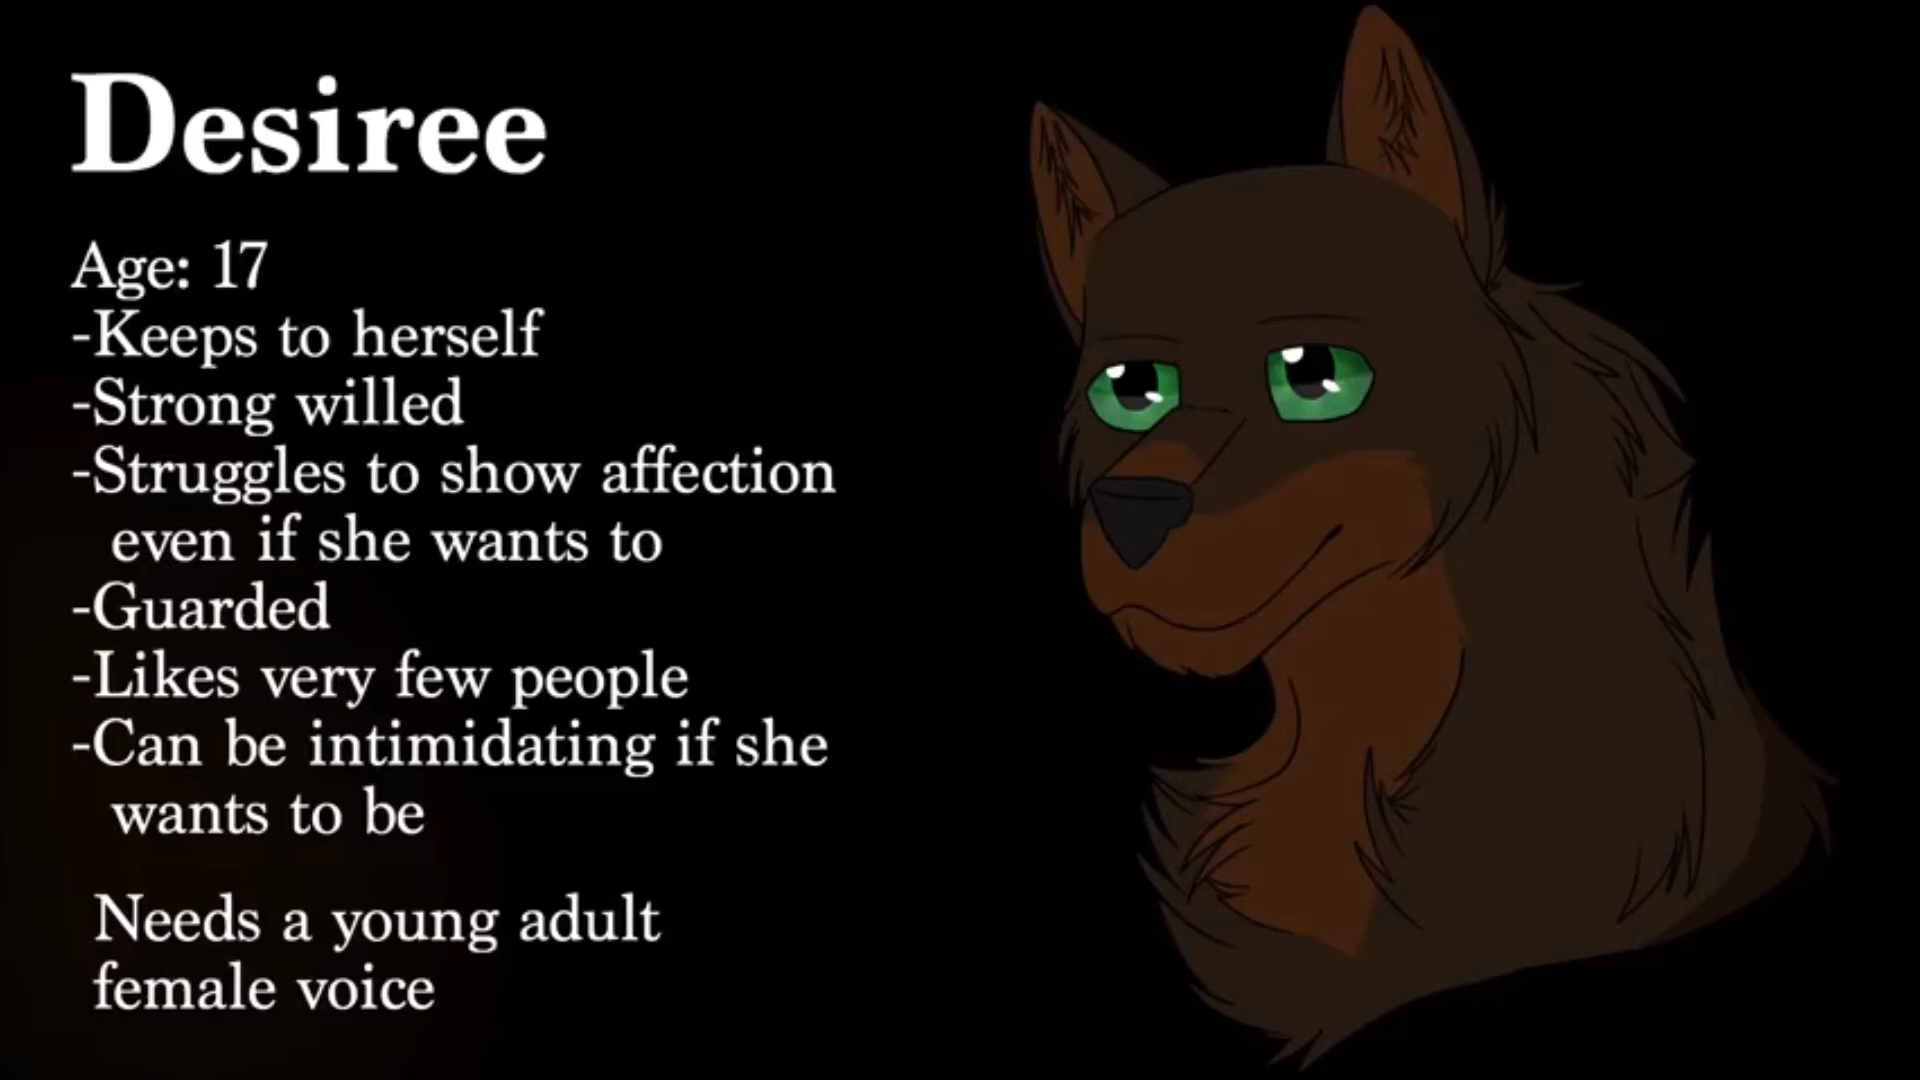 Desiree
Age: 17
-Keeps to herself
-Strong willed
-Struggles to show affection
even if she wants to
-Guarded
-Likes very few people
-Can be intimidating if she
wants to be
Needs a young adult
female voice